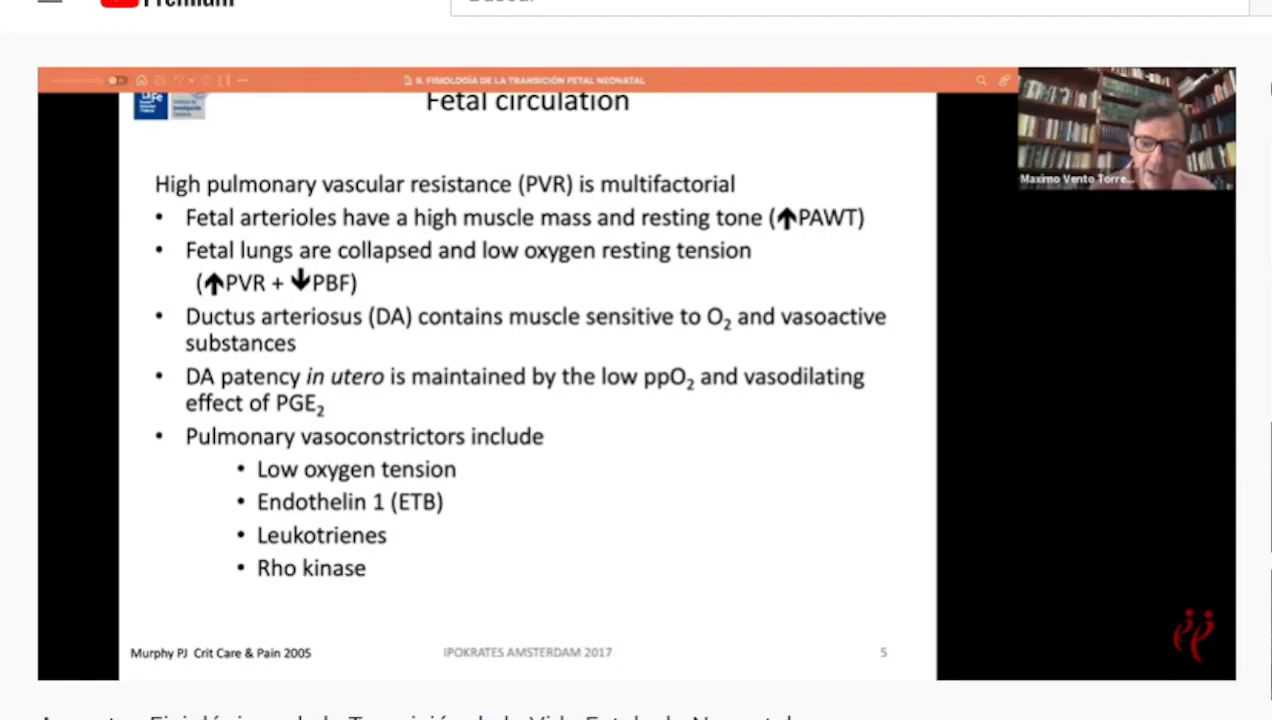 Premium
9. FISIOLOGÍA DE LA TRANSICIÓN FETAL NEONATAL
Fetal circulation
Maximo Vento Torre...
High pulmonary vascular resistance (PVR) is multifactorial
• Fetal arterioles have a high muscle mass and resting tone (↑PAWT)
• Fetal lungs are collapsed and low oxygen resting tension
(↑PVR + ↓PBF)
• Ductus arteriosus (DA) contains muscle sensitive to O₂ and vasoactive
substances
• DA patency in utero is maintained by the low ppO₂ and vasodilating
effect of PGE₂
• Pulmonary vasoconstrictors include
• Low oxygen tension
• Endothelin 1 (ETB)
• Leukotrienes
• Rho kinase
Murphy PJ Crit Care & Pain 2005
IPOKRATES AMSTERDAM 2017
5